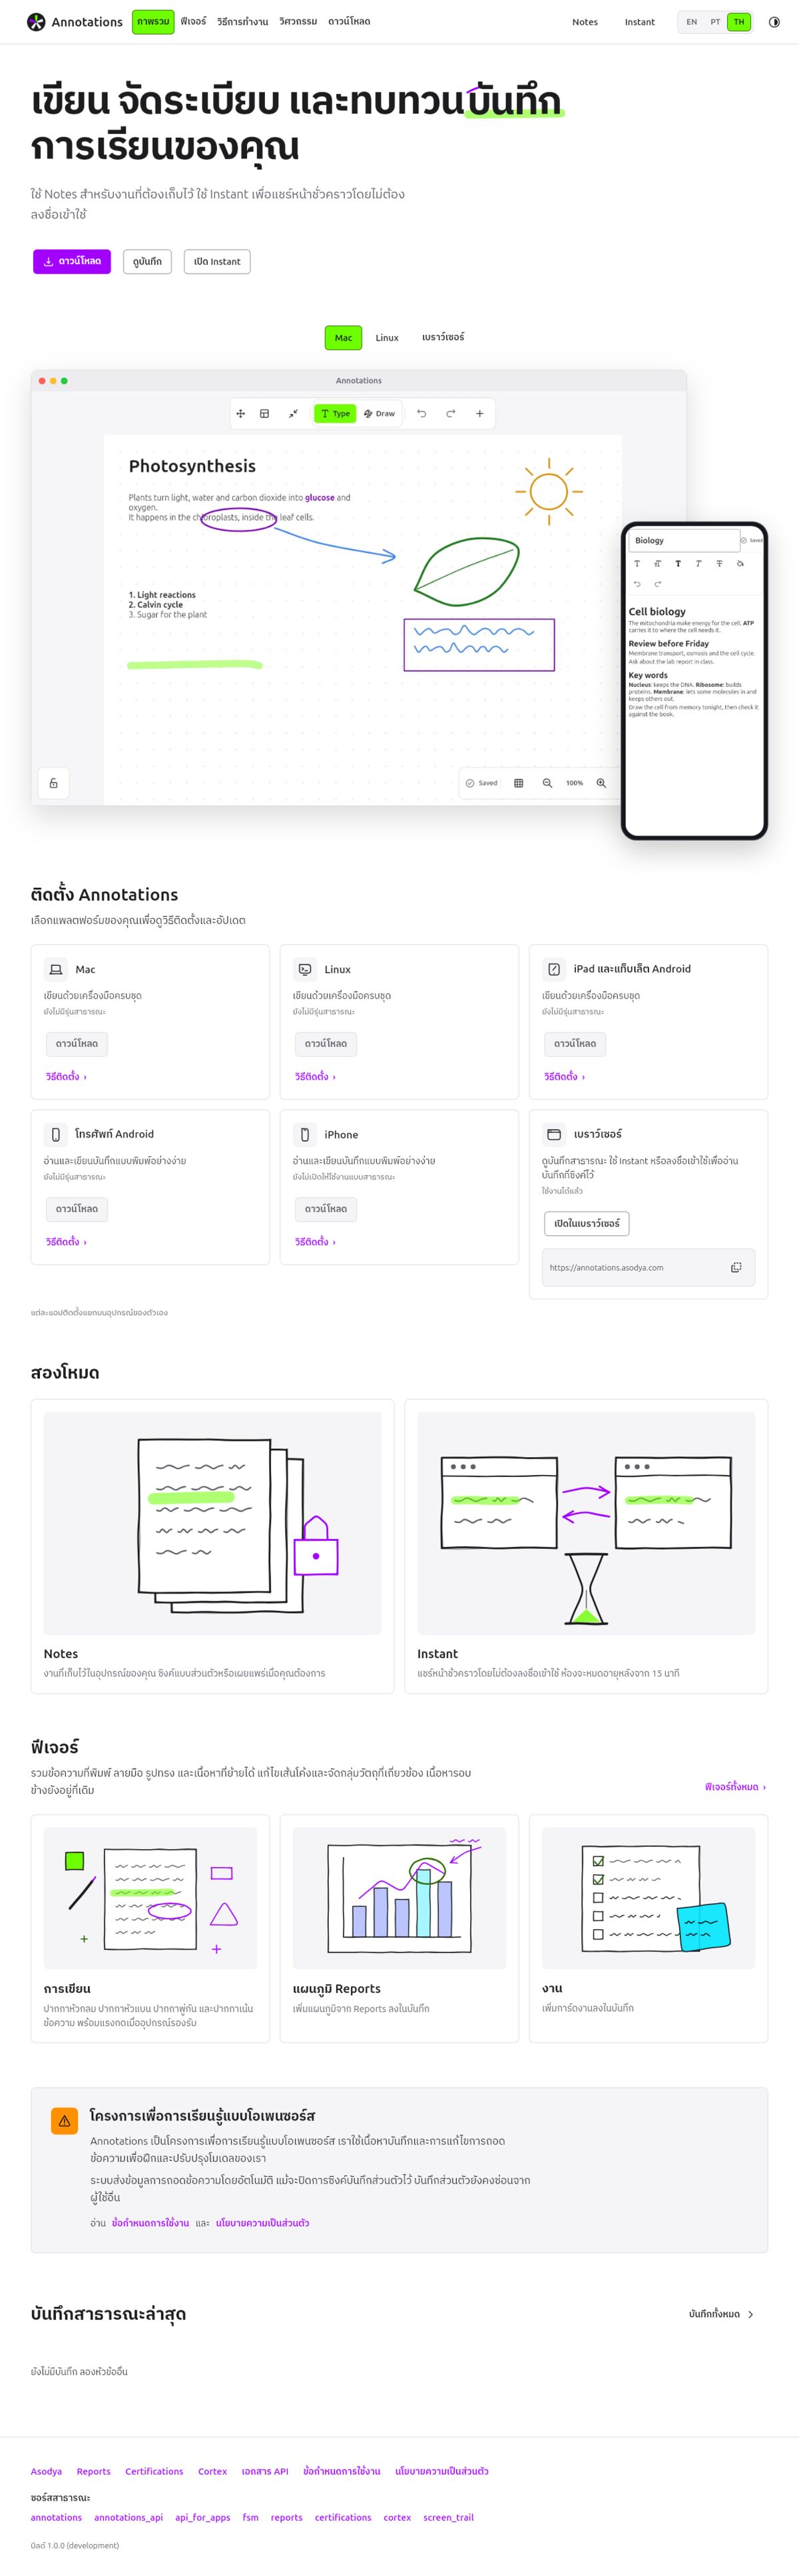 Annotations ภาพรวม ฟีเจอร์ วิธีการทำงาน วิศวกรรม ดาวน์โหลด Notes Instant EN PT TH
เขียน จัดระเบียบ และทบทวนบันทึก
การเรียนของคุณ
ใช้ Notes สำหรับงานที่ต้องเก็บไว้ ใช้ Instant เพื่อแชร์หน้าชั่วคราวโดยไม่ต้อง
ลงชื่อเข้าใช้
ดาวน์โหลด ดูบันทึก เปิด Instant
Mac Linux เบราว์เซอร์
Annotations
Type Draw
Photosynthesis
Plants turn light, water and carbon dioxide into glucose and
oxygen.
It happens in the chloroplasts, inside the leaf cells.
1. Light reactions
2. Calvin cycle
3. Sugar for the plant
Saved 100%
Biology Saved
Cell biology
The mitochondria make energy for the cell. ATP
carries it to where the cell needs it.
Review before Friday
Membrane transport, osmosis and the cell cycle.
Ask about the lab report in class.
Key words
Nucleus: keeps the DNA. Ribosome: builds
proteins. Membrane: lets some molecules in and
keeps others out.
Draw the cell from memory tonight, then check it
against the book.
ติดตั้ง Annotations
เลือกแพลตฟอร์มของคุณเพื่อดูวิธีติดตั้งและอัปเดต
Mac
เขียนด้วยเครื่องมือครบชุด
ยังไม่มีรุ่นสาธารณะ
ดาวน์โหลด
วิธีติดตั้ง ›
Linux
เขียนด้วยเครื่องมือครบชุด
ยังไม่มีรุ่นสาธารณะ
ดาวน์โหลด
วิธีติดตั้ง ›
iPad และแท็บเล็ต Android
เขียนด้วยเครื่องมือครบชุด
ยังไม่มีรุ่นสาธารณะ
ดาวน์โหลด
วิธีติดตั้ง ›
โทรศัพท์ Android
อ่านและเขียนบันทึกแบบพิมพ์อย่างง่าย
ยังไม่มีรุ่นสาธารณะ
ดาวน์โหลด
วิธีติดตั้ง ›
iPhone
อ่านและเขียนบันทึกแบบพิมพ์อย่างง่าย
ยังไม่เปิดให้ใช้งานแบบสาธารณะ
ดาวน์โหลด
วิธีติดตั้ง ›
เบราว์เซอร์
ดูบันทึกสาธารณะ ใช้ Instant หรือลงชื่อเข้าใช้เพื่ออ่าน
บันทึกที่ซิงค์ไว้
ใช้งานได้แล้ว
เปิดในเบราว์เซอร์
https://annotations.asodya.com
แต่ละแอปติดตั้งแยกบนอุปกรณ์ของตัวเอง
สองโหมด
Notes
งานที่เก็บไว้ในอุปกรณ์ของคุณ ซิงค์แบบส่วนตัวหรือเผยแพร่เมื่อคุณต้องการ
Instant
แชร์หน้าชั่วคราวโดยไม่ต้องลงชื่อเข้าใช้ ห้องจะหมดอายุหลังจาก 15 นาที
ฟีเจอร์
รวมข้อความที่พิมพ์ ลายมือ รูปทรง และเนื้อหาที่ย้ายได้ แก้ไขเส้นโค้งและจัดกลุ่มวัตถุที่เกี่ยวข้อง เนื้อหารอบ
ข้างยังอยู่ที่เดิม
ฟีเจอร์ทั้งหมด ›
การเขียน
ปากกาหัวกลม ปากกาหัวแบน ปากกาพู่กัน และปากกาเน้น
ข้อความ พร้อมแรงกดเมื่ออุปกรณ์รองรับ
แผนภูมิ Reports
เพิ่มแผนภูมิจาก Reports ลงในบันทึก
งาน
เพิ่มการ์ดงานลงในบันทึก
โครงการเพื่อการเรียนรู้แบบโอเพนซอร์ส
Annotations เป็นโครงการเพื่อการเรียนรู้แบบโอเพนซอร์ส เราใช้เนื้อหาบันทึกและการแก้ไขการถอด
ข้อความเพื่อฝึกและปรับปรุงโมเดลของเรา
ระบบส่งข้อมูลการถอดข้อความโดยอัตโนมัติ แม้จะปิดการซิงค์บันทึกส่วนตัวไว้ บันทึกส่วนตัวยังคงซ่อนจาก
ผู้ใช้อื่น
อ่าน ข้อกำหนดการใช้งาน และ นโยบายความเป็นส่วนตัว
บันทึกสาธารณะล่าสุด
บันทึกทั้งหมด ›
ยังไม่มีบันทึก ลองหัวข้ออื่น
Asodya Reports Certifications Cortex เอกสาร API ข้อกำหนดการใช้งาน นโยบายความเป็นส่วนตัว
ซอร์สสาธารณะ
annotations annotations_api api_for_apps fsm reports certifications cortex screen_trail
บิลด์ 1.0.0 (development)